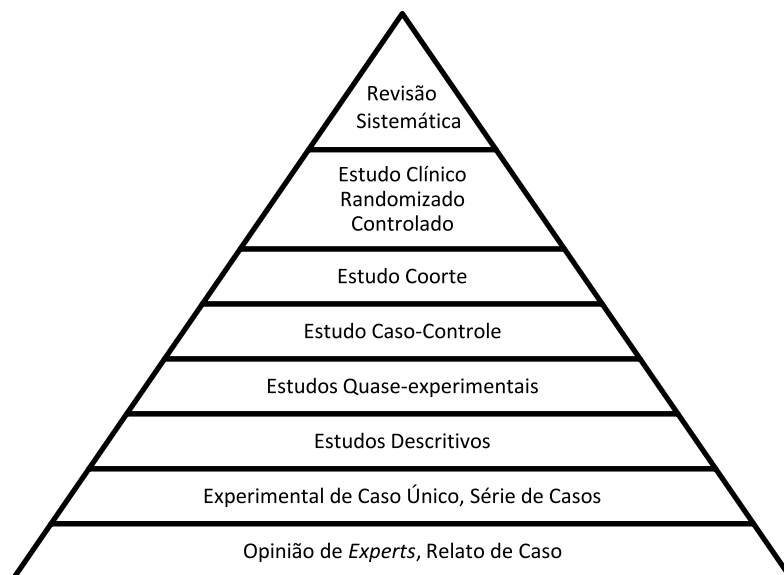 Revisão
Sistemática
Estudo Clínico
Randomizado
Controlado
Estudo Coorte
Estudo Caso-Controle
Estudos Quase-experimentais
Estudos Descritivos
Experimental de Caso Único, Série de Casos
Opinião de Experts, Relato de Caso